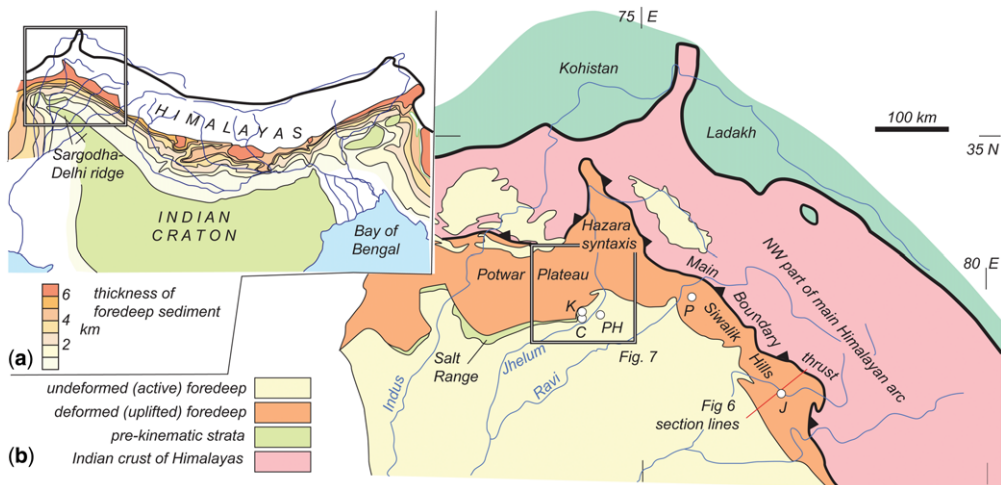 HIMALAYAS
Sargodha-
Delhi ridge
INDIAN
CRATON
Bay of
Bengal
6
4
km
2
thickness of
foredeep sediment
(a)
undeformed (active) foredeep
deformed (uplifted) foredeep
pre-kinematic strata
Indian crust of Himalayas
(b)
75 E
Kohistan
Ladakh
100 km
35 N
Hazara
syntaxis
Potwar Plateau
Main
Boundary
thrust
NW part of main Himalayan arc
80 E
K
C
PH
P
Siwalik
Hills
Fig. 7
Salt
Range
Indus
Jhelum
Ravi
J
Fig 6
section lines